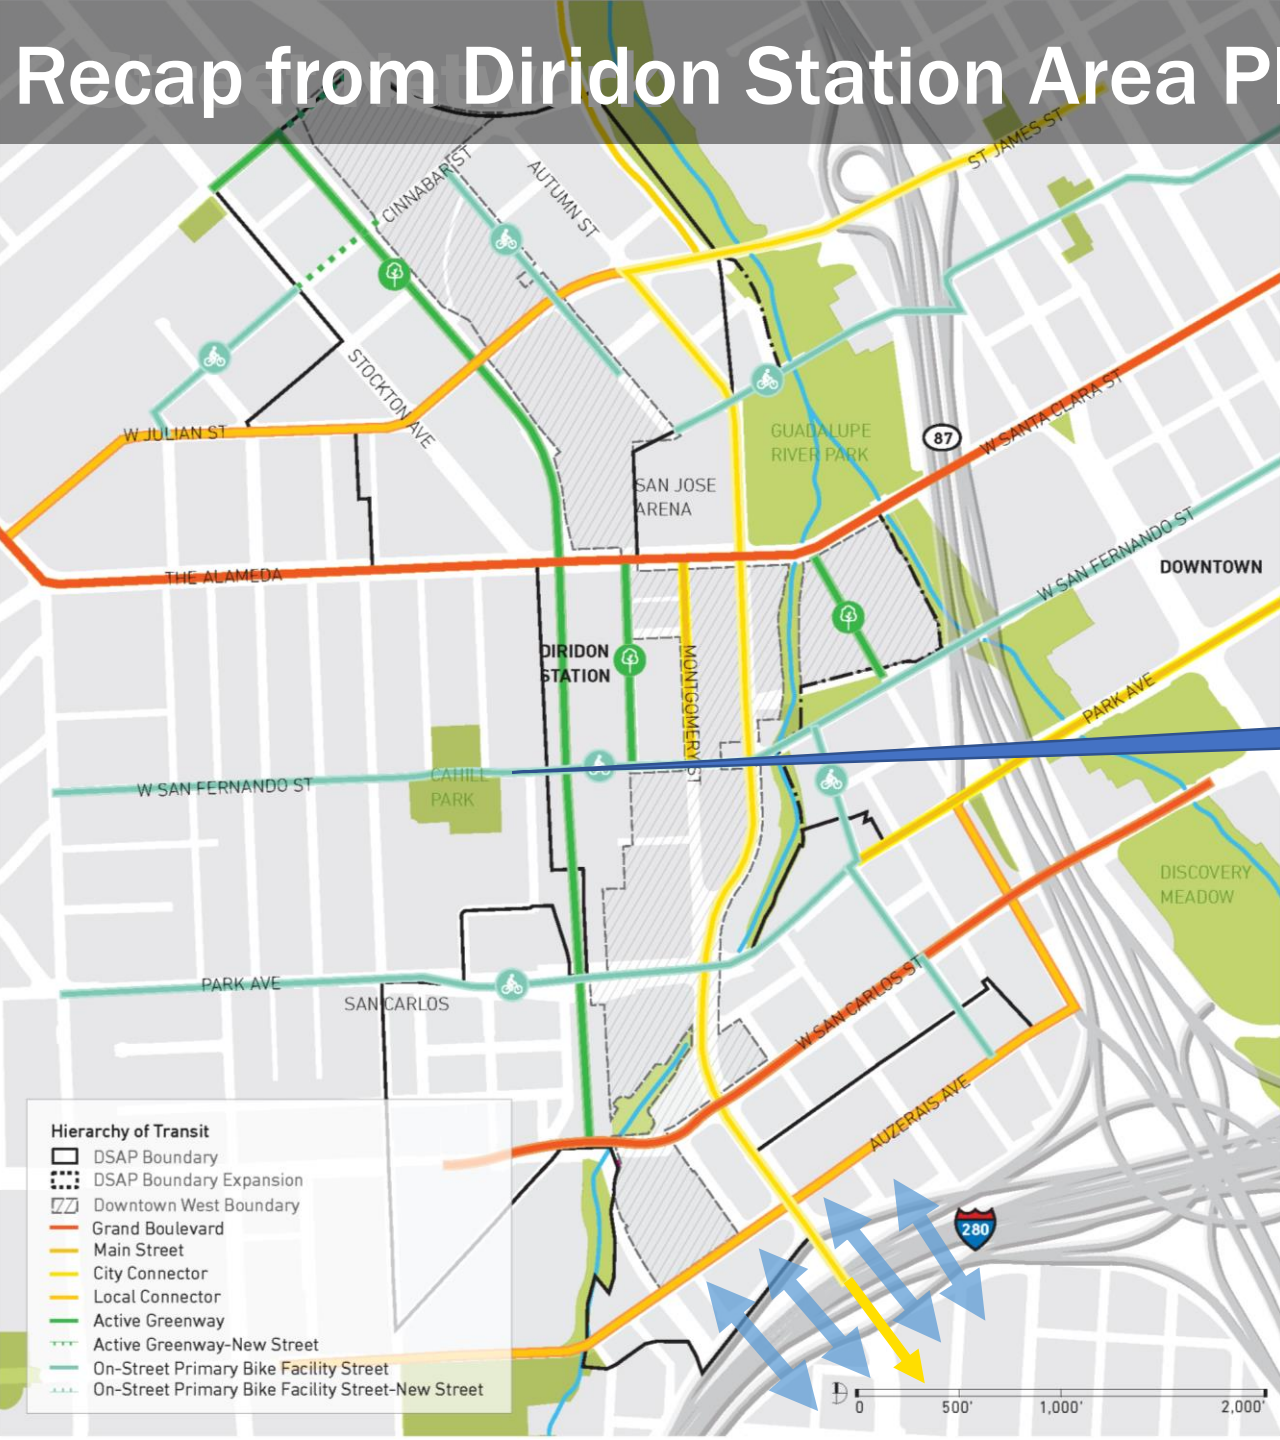 Recap from Diridon Station Area Pl
ST JAMES ST
CINNABAR ST
AUTUMN ST
STOCKTON AVE
W JULIAN ST
GUADALUPE
RIVER PARK
87
W SANTA CLARA ST
SAN JOSE
ARENA
THE ALAMEDA
W SAN FERNANDO ST
DOWNTOWN
DIRIDON
STATION
MONTGOMERY ST
PARK AVE
W SAN FERNANDO ST
CAHILL
PARK
DISCOVERY
MEADOW
PARK AVE
SAN CARLOS
W SAN CARLOS ST
AUZERAIS AVE
280
Hierarchy of Transit
DSAP Boundary
DSAP Boundary Expansion
Downtown West Boundary
Grand Boulevard
Main Street
City Connector
Local Connector
Active Greenway
Active Greenway-New Street
On-Street Primary Bike Facility Street
On-Street Primary Bike Facility Street-New Street
0 500' 1,000' 2,000'